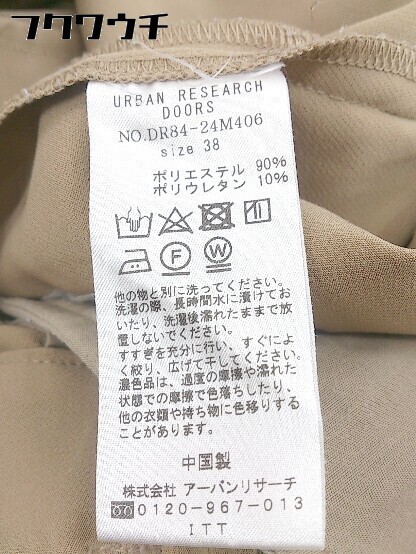 フクワウチ
URBAN RESEARCH
DOORS
NO.DR84-24M406
size 38
ポリエステル 90%
ポリウレタン 10%
F W
他の物と別に洗ってください。
洗濯の際、長時間水に漬けてお
いたり、洗濯後濡れたままで放
置しないでください。
すすぎを充分に行い、すぐによ
く絞り、広げて干してください。
濃色品は、過度の摩擦や濡れた
状態での摩擦で色落ちしたり、
他の衣類や持ち物に色移りする
ことがあります。
中国製
株式会社 アーバンリサーチ
0120-967-013
ITT